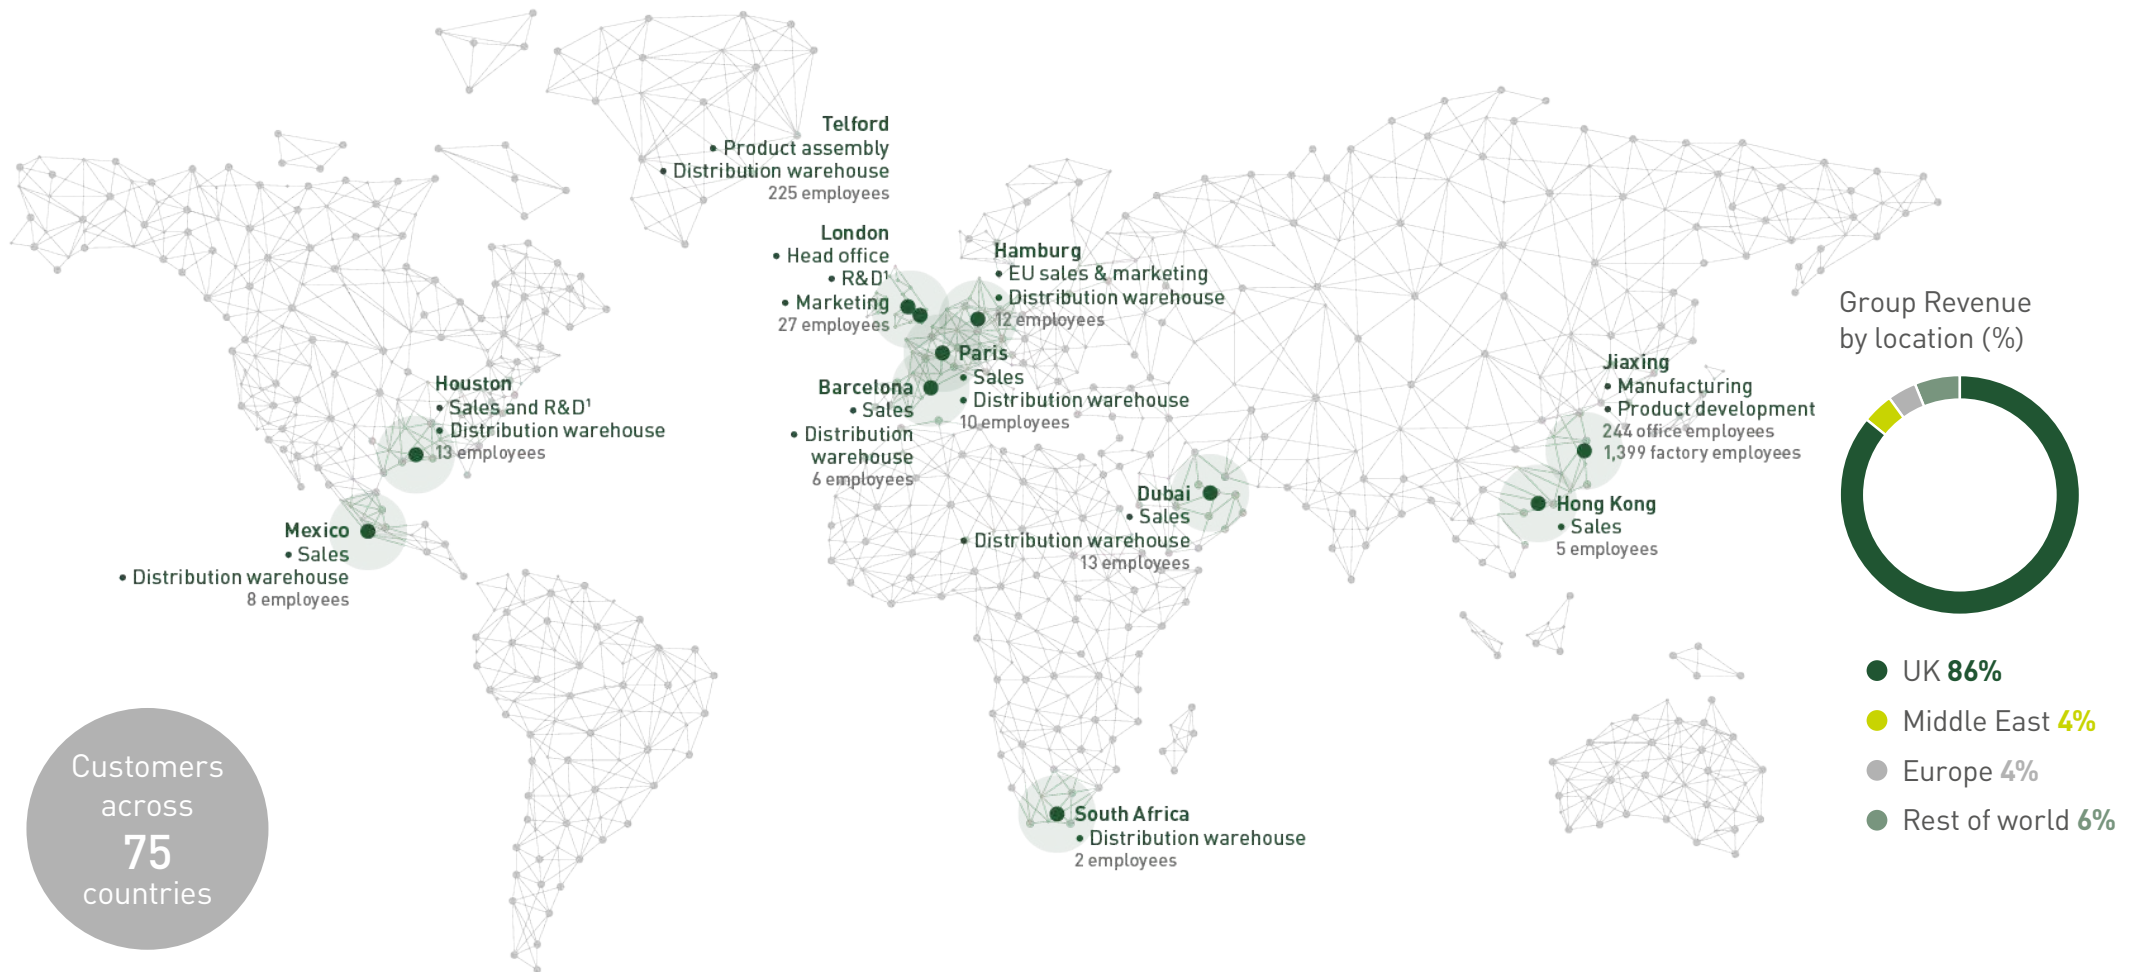 Telford
• Product assembly
• Distribution warehouse
225 employees
London
• Head office
• R&D¹
• Marketing
27 employees
Hamburg
• EU sales & marketing
• Distribution warehouse
12 employees
Paris
• Sales
• Distribution warehouse
10 employees
Barcelona
• Sales
• Distribution
warehouse
6 employees
Houston
• Sales and R&D¹
• Distribution warehouse
13 employees
Mexico
• Sales
• Distribution warehouse
8 employees
Dubai
• Sales
• Distribution warehouse
13 employees
Jiaxing
• Manufacturing
• Product development
244 office employees
1,399 factory employees
Hong Kong
• Sales
5 employees
South Africa
• Distribution warehouse
2 employees
Customers
across
75
countries
Group Revenue
by location (%)
UK 86%
Middle East 4%
Europe 4%
Rest of world 6%